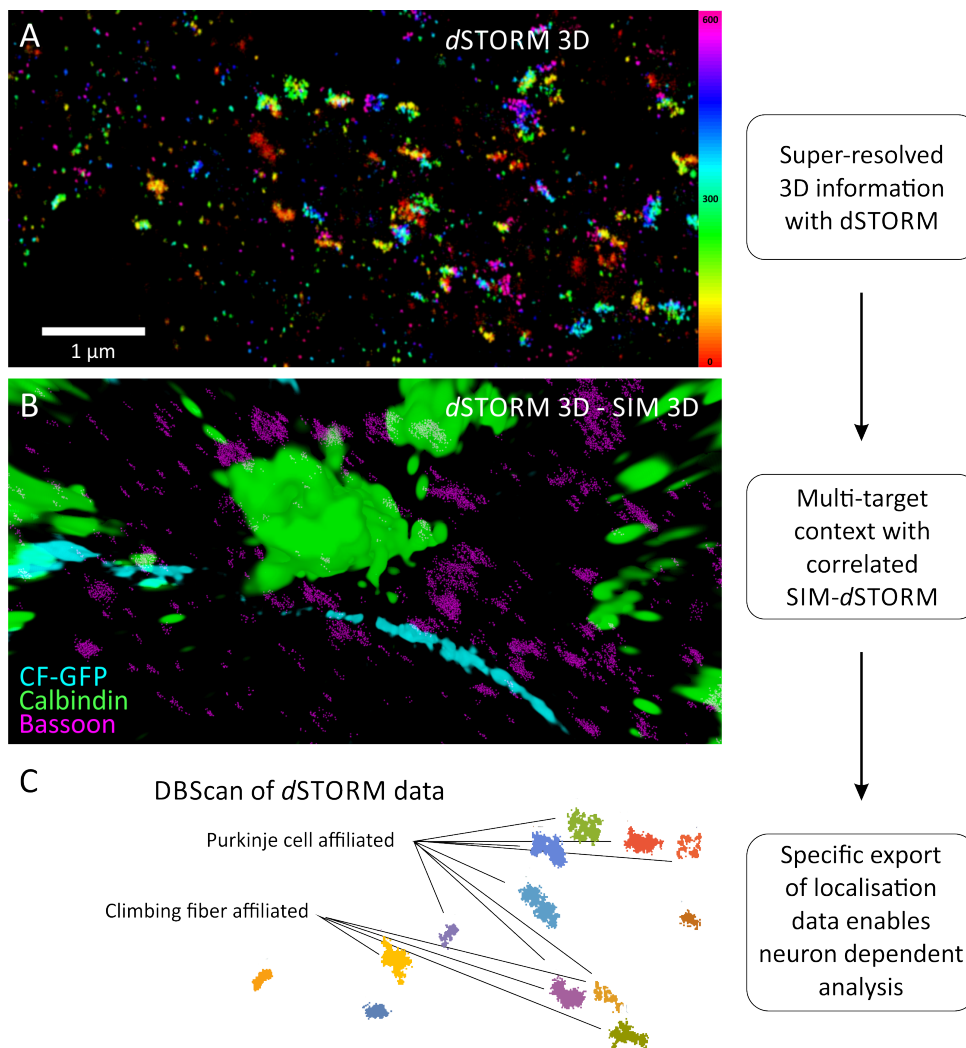 A
dSTORM 3D
600
300
0
1 µm
Super-resolved
3D information
with dSTORM
B
dSTORM 3D - SIM 3D
CF-GFP
Calbindin
Bassoon
Multi-target
context with
correlated
SIM-dSTORM
C
DBScan of dSTORM data
Purkinje cell affiliated
Climbing fiber affiliated
Specific export
of localisation
data enables
neuron dependent
analysis